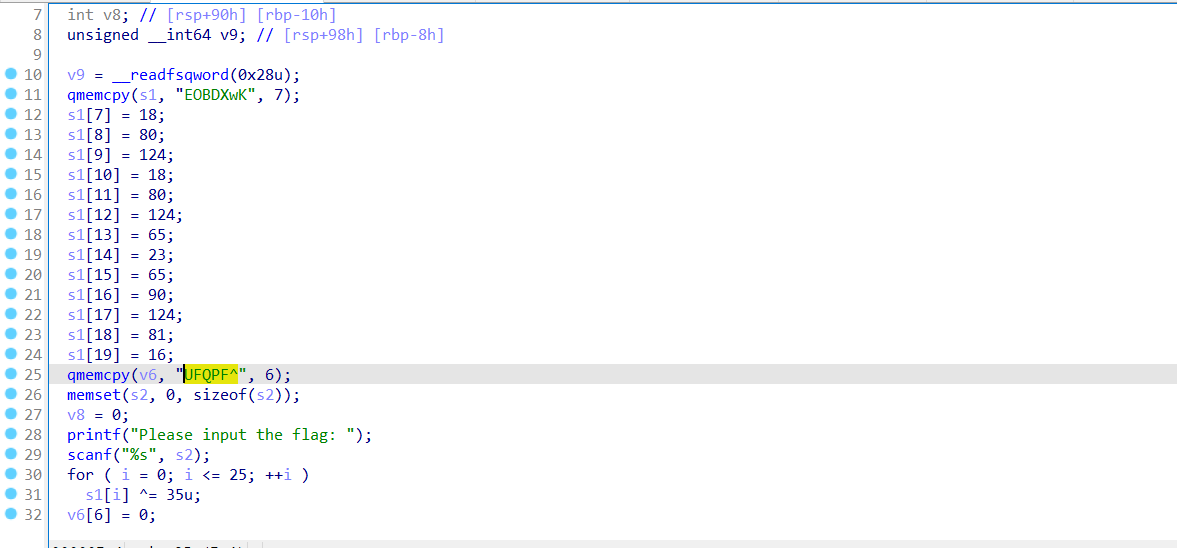 7 int v8; // [rsp+90h] [rbp-10h]
8 unsigned __int64 v9; // [rsp+98h] [rbp-8h]
9
10 v9 = __readfsqword(0x28u);
11 qmemcpy(s1, "EOBDXwK", 7);
12 s1[7] = 18;
13 s1[8] = 80;
14 s1[9] = 124;
15 s1[10] = 18;
16 s1[11] = 80;
17 s1[12] = 124;
18 s1[13] = 65;
19 s1[14] = 23;
20 s1[15] = 65;
21 s1[16] = 90;
22 s1[17] = 124;
23 s1[18] = 81;
24 s1[19] = 16;
25 qmemcpy(v6, "UFQPF^", 6);
26 memset(s2, 0, sizeof(s2));
27 v8 = 0;
28 printf("Please input the flag: ");
29 scanf("%s", s2);
30 for ( i = 0; i <= 25; ++i )
31 s1[i] ^= 35u;
32 v6[6] = 0;